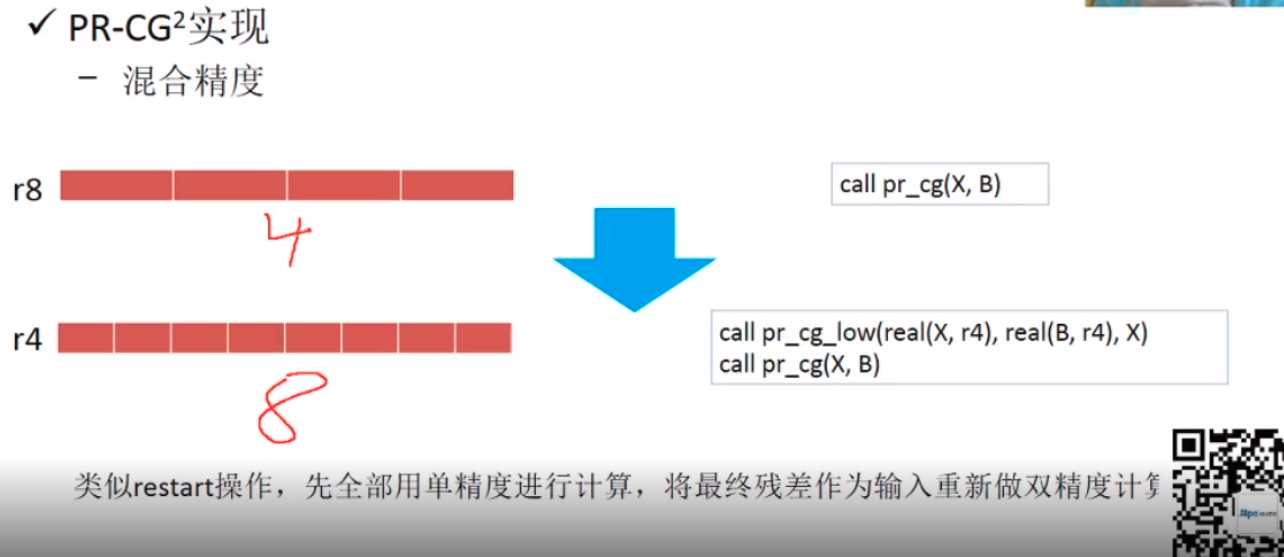 ✓ PR-CG²实现
– 混合精度
r8
call pr_cg(X, B)
4
r4
call pr_cg_low(real(X, r4), real(B, r4), X)
call pr_cg(X, B)
8
类似restart操作，先全部用单精度进行计算，将最终残差作为输入重新做双精度计算